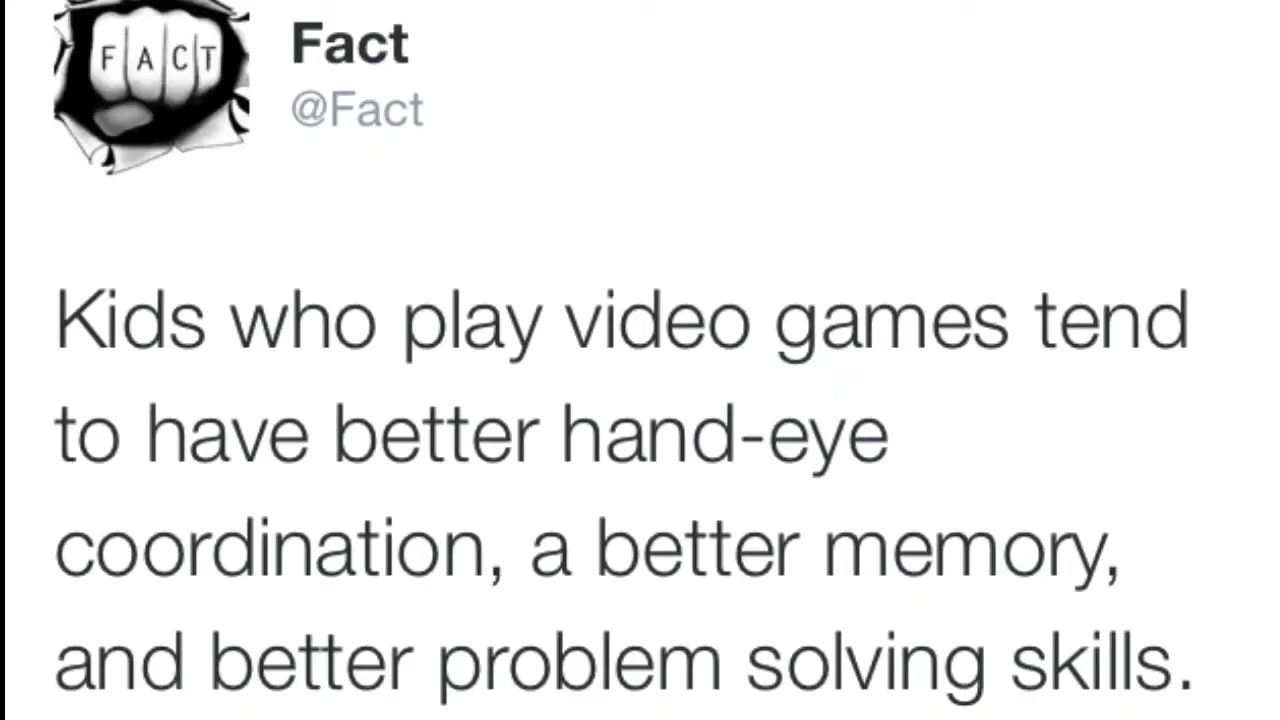 FACT
Fact
@Fact
Kids who play video games tend
to have better hand-eye
coordination, a better memory,
and better problem solving skills.